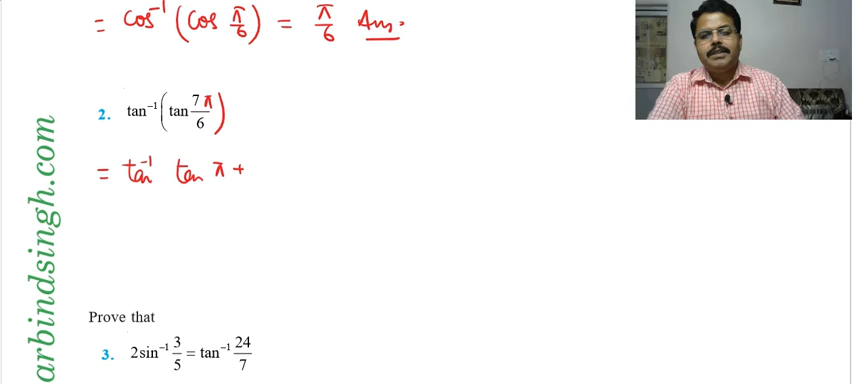 = cos⁻¹ (cos π/6) = π/6 Ans.
2. tan⁻¹(tan 7π/6)
= tan⁻¹ tan π +
Prove that
3. 2sin⁻¹ 3/5 = tan⁻¹ 24/7
arbindsingh.com